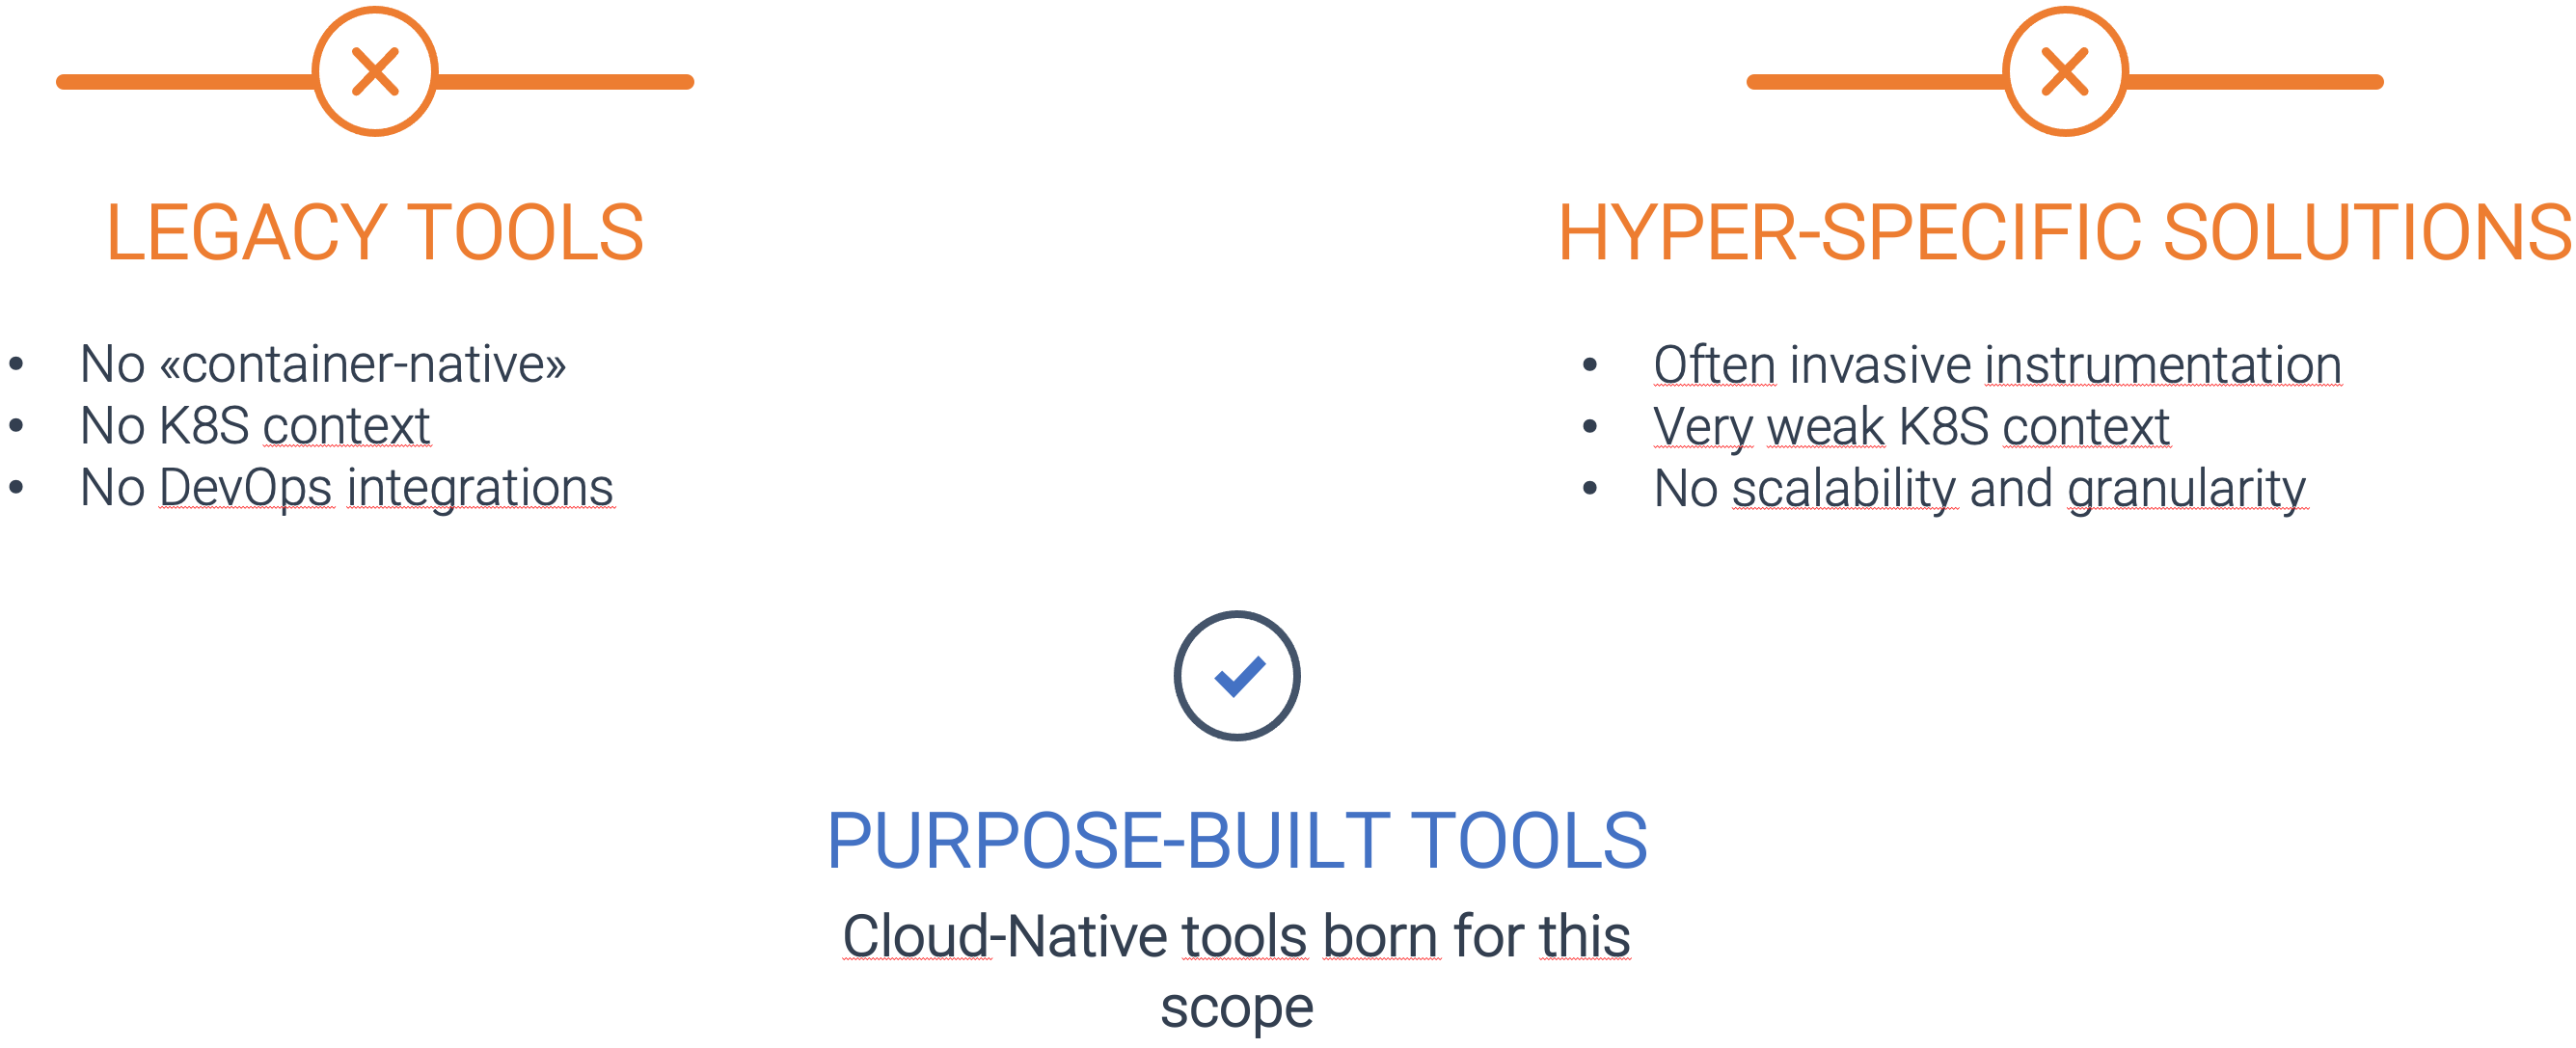 LEGACY TOOLS
• No «container-native»
• No K8S context
• No DevOps integrations
HYPER-SPECIFIC SOLUTIONS
• Often invasive instrumentation
• Very weak K8S context
• No scalability and granularity
PURPOSE-BUILT TOOLS
Cloud-Native tools born for this
scope